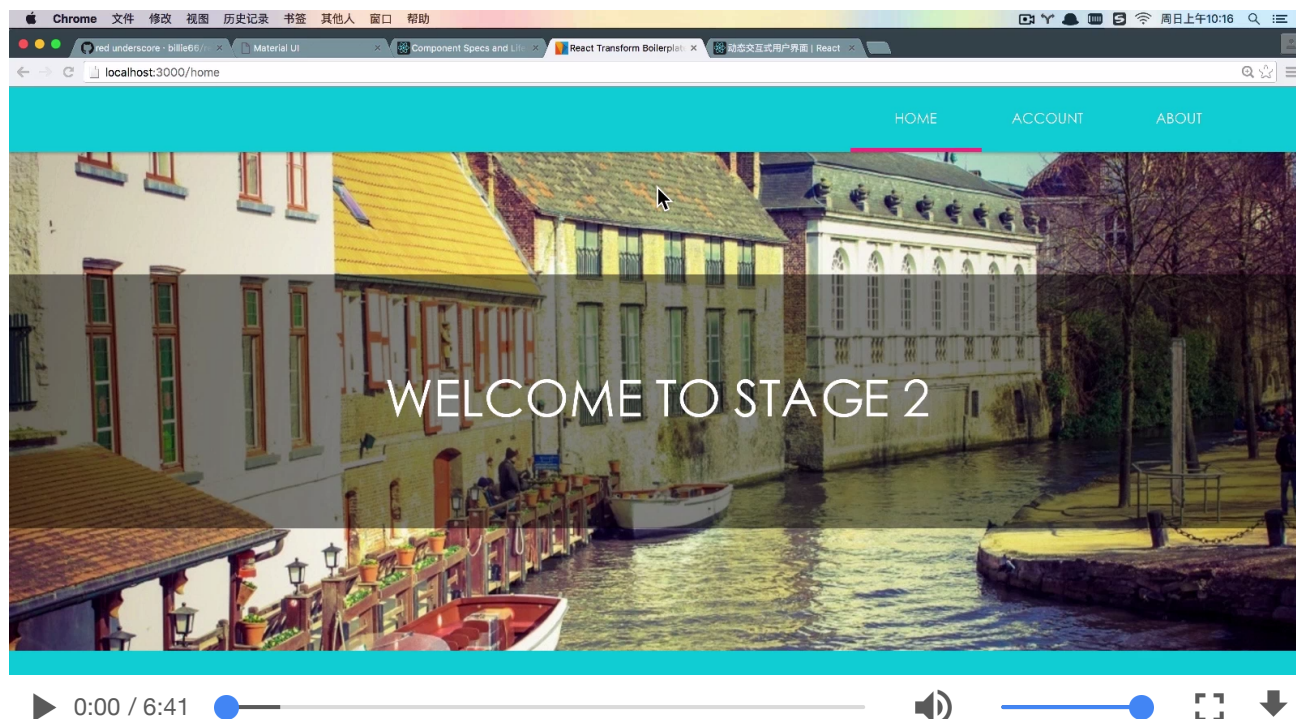 Chrome 文件 修改 视图 历史记录 书签 其他人 窗口 帮助 周日上午10:16
red underscore · billie66/ Material UI Component Specs and Life React Transform Boilerplate 动态交互式用户界面 | React
localhost:3000/home
HOME ACCOUNT ABOUT
WELCOME TO STAGE 2
0:00 / 6:41